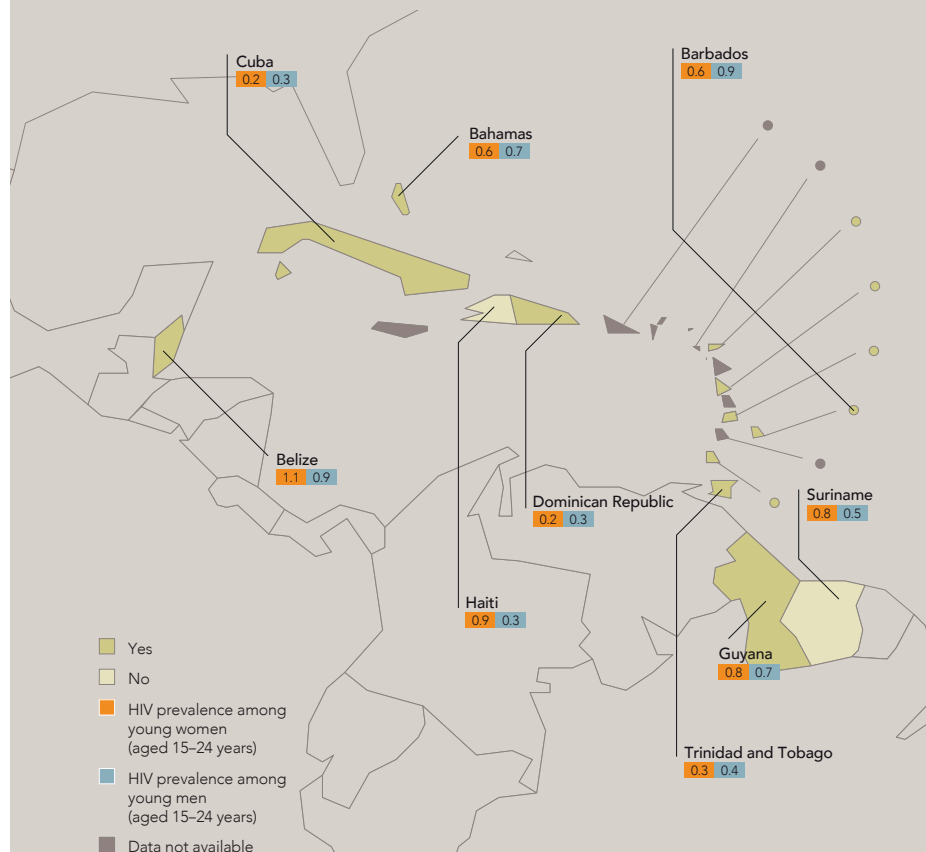 Cuba
0.2 0.3
Barbados
0.6 0.9
Bahamas
0.6 0.7
Belize
1.1 0.9
Dominican Republic
0.2 0.3
Suriname
0.8 0.5
Haiti
0.9 0.3
Guyana
0.8 0.7
Trinidad and Tobago
0.3 0.4
Yes
No
HIV prevalence among
young women
(aged 15–24 years)
HIV prevalence among
young men
(aged 15–24 years)
Data not available